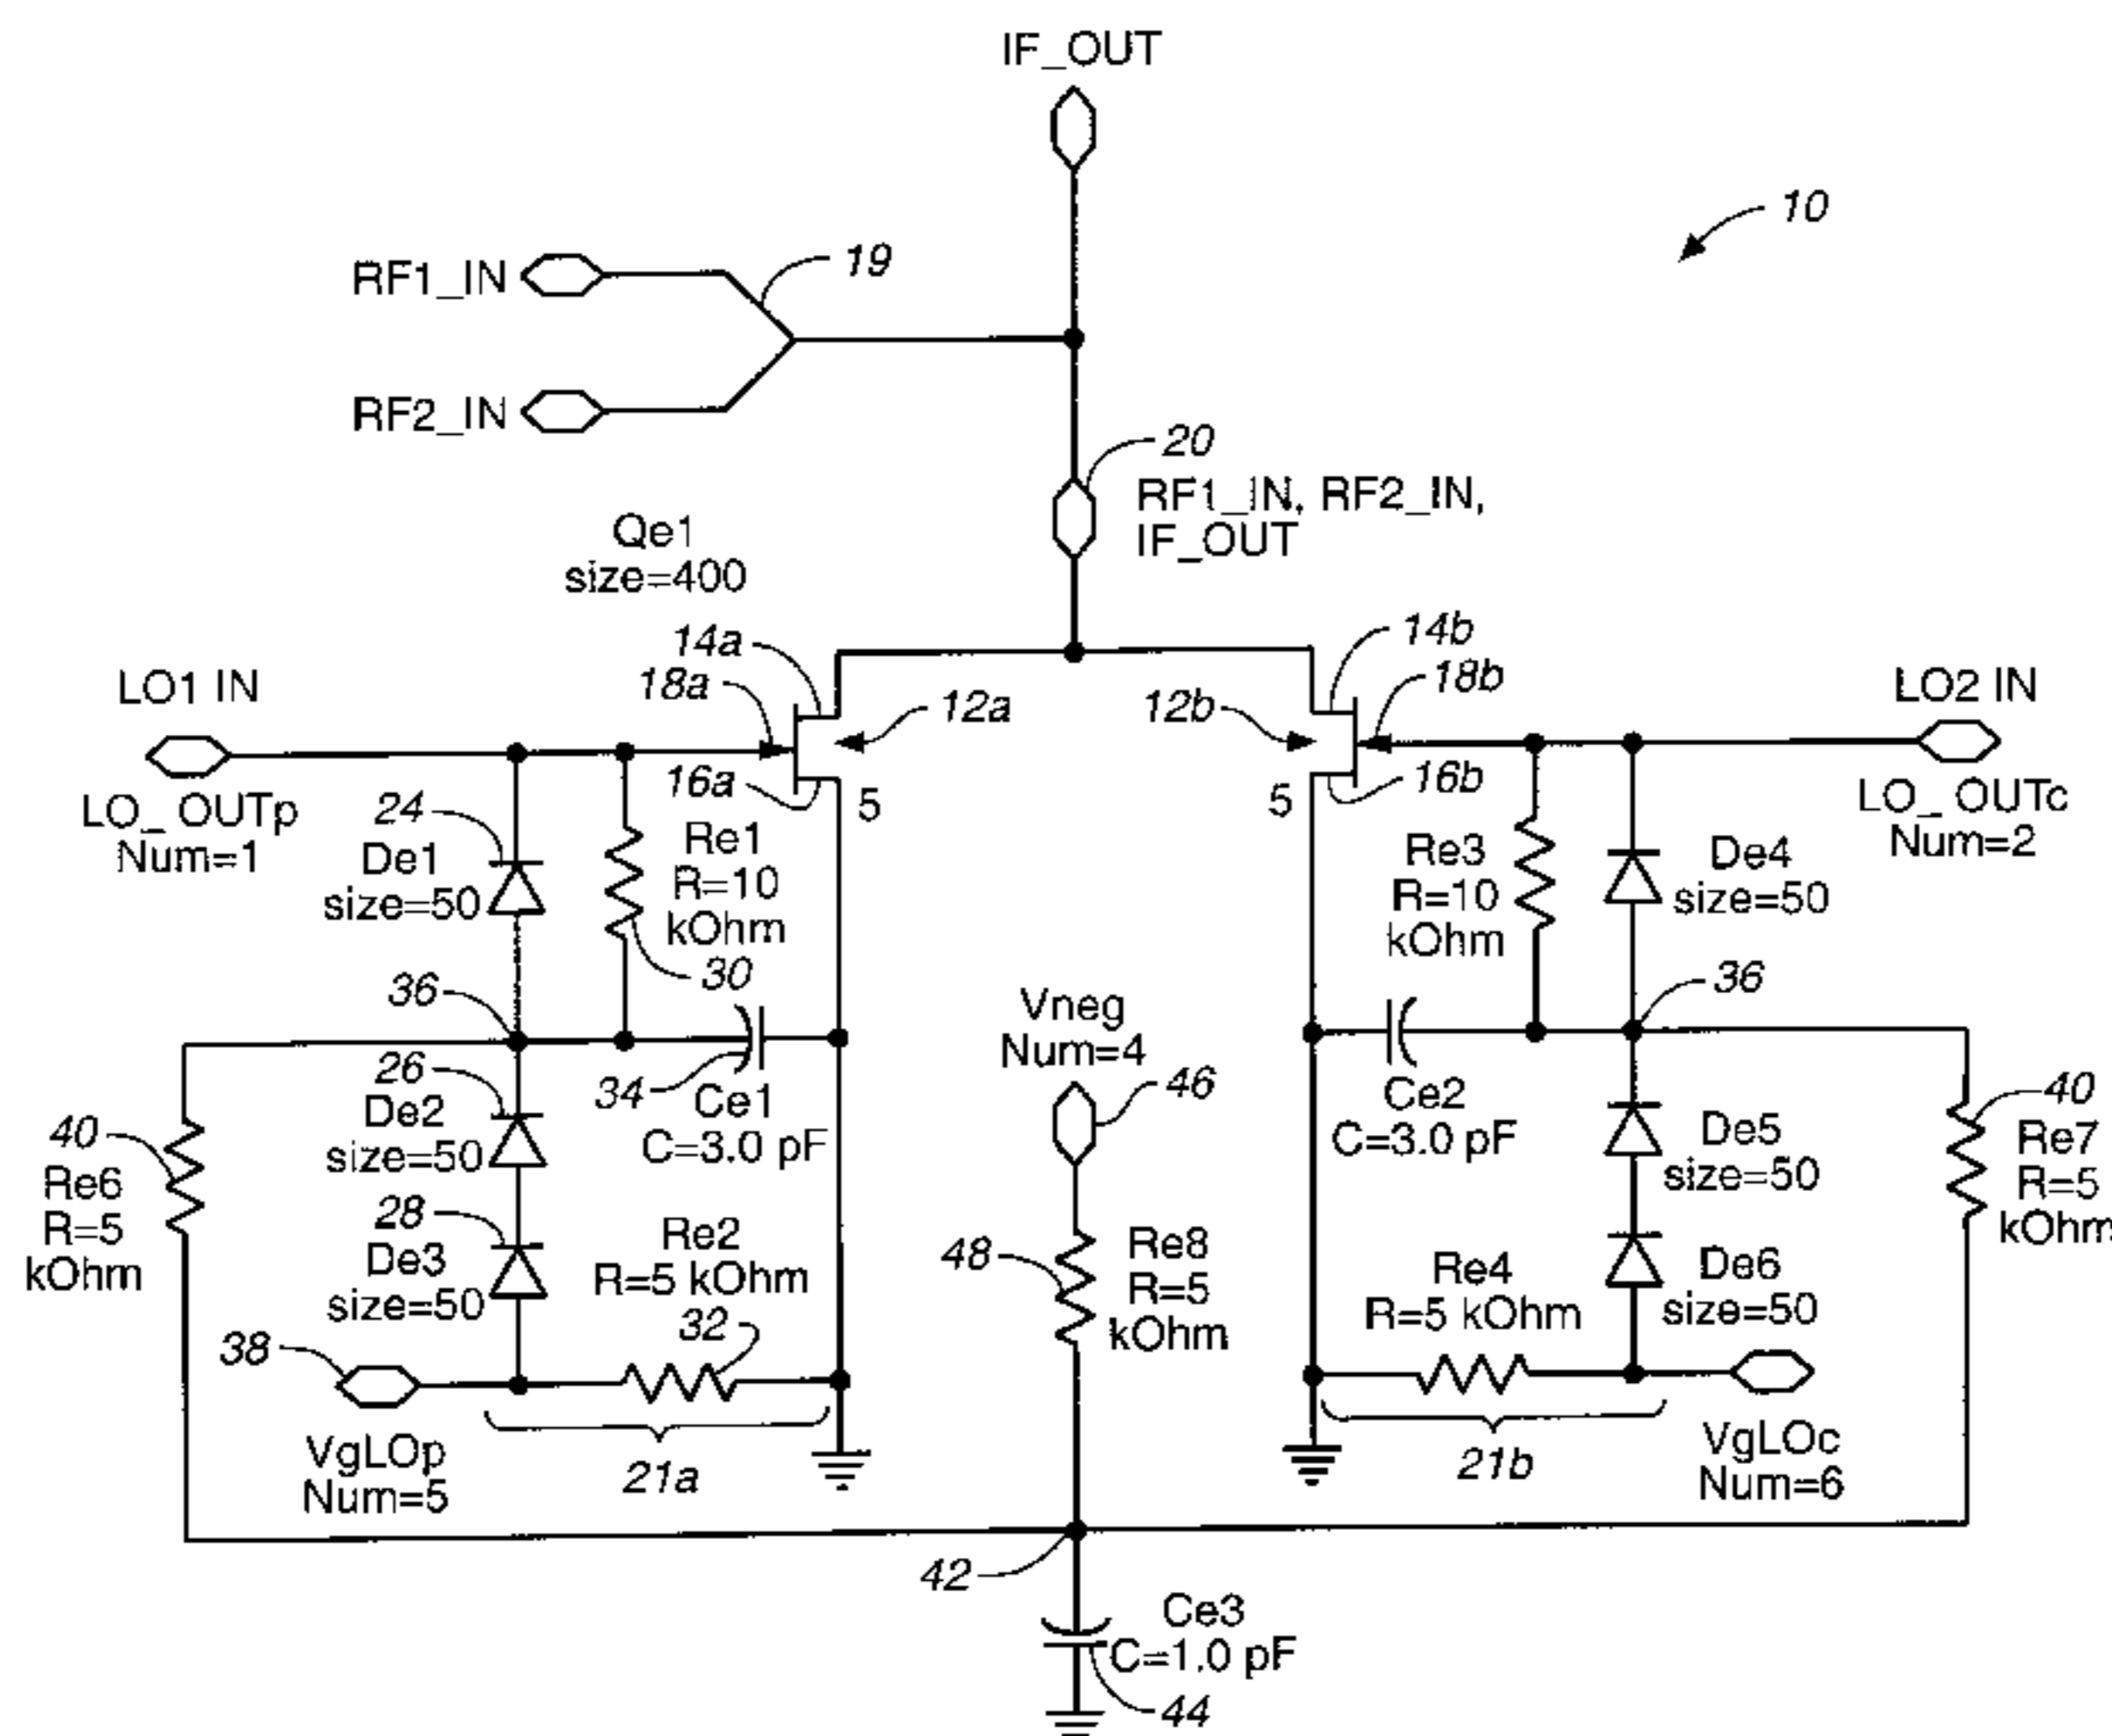 IF_OUT
10
RF1_IN
19
RF2_IN
20
RF1_IN, RF2_IN,
IF_OUT
Qe1
size=400
14a
14b
LO1 IN
18a
12a
12b
18b
LO2 IN
LO_ OUTp
Num=1
16a
5
5
16b
LO_ OUTc
Num=2
24
De1
size=50
Re1
R=10
kOhm
30
Re3
R=10
kOhm
De4
size=50
36
36
Vneg
Num=4
46
26
De2
size=50
34
Ce1
C=3.0 pF
Ce2
C=3.0 pF
De5
size=50
40
Re7
R=5
kOhm
40
Re6
R=5
kOhm
28
De3
size=50
Re2
R=5 kOhm
32
48
Re8
R=5
kOhm
Re4
R=5 kOhm
De6
size=50
38
VgLOp
Num=5
21a
21b
VgLOc
Num=6
42
Ce3
C=1.0 pF
44